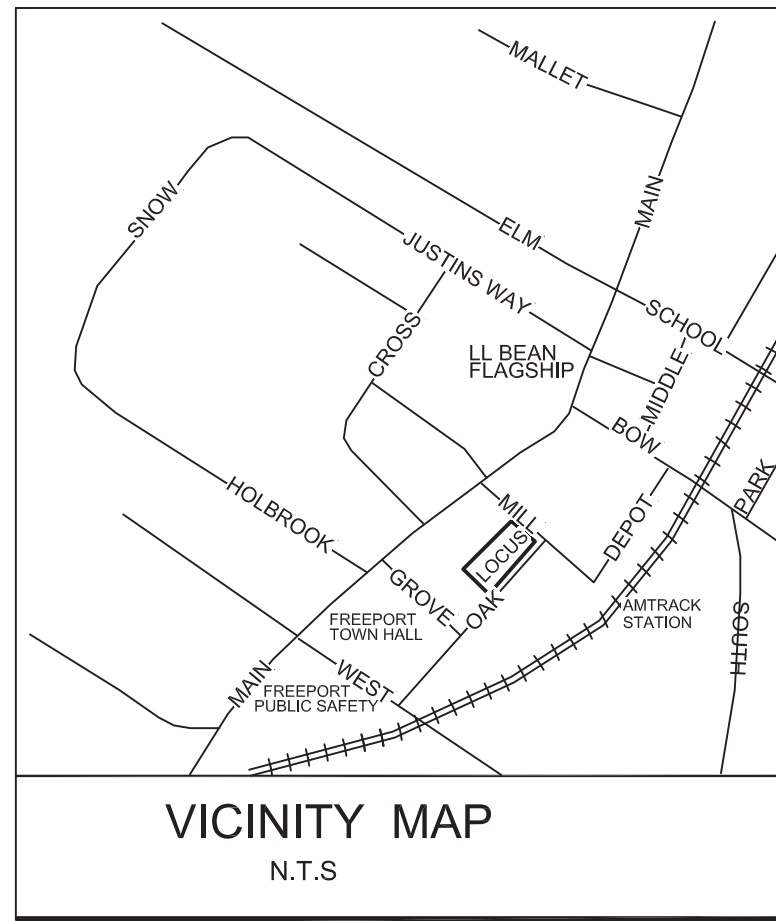 MALLET
MAIN
SNOW
ELM
JUSTINS WAY
SCHOOL
CROSS
LL BEAN
FLAGSHIP
MIDDLE
BOW
HOLBROOK
MILL
PARK
DEPOT
LOCUS
GROVE
OAK
FREEPORT
TOWN HALL
AMTRACK
STATION
SOUTH
MAIN
WEST
FREEPORT
PUBLIC SAFETY
VICINITY MAP
N.T.S